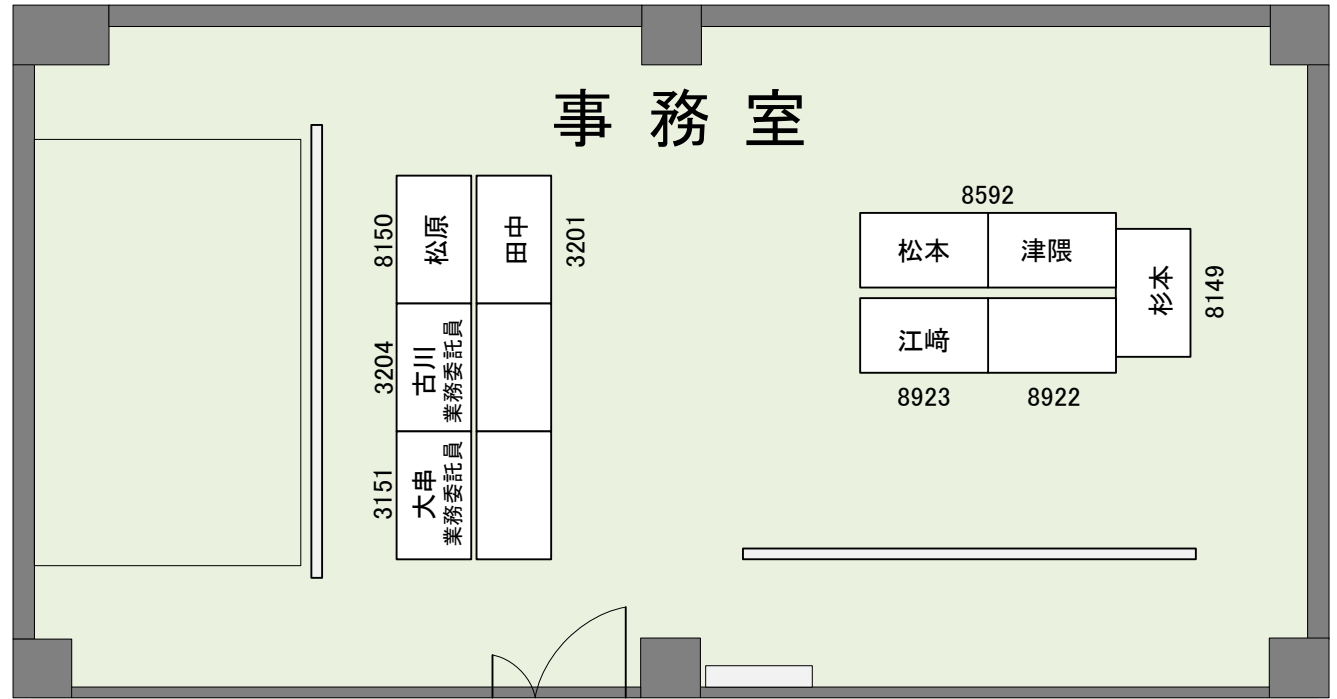 事務室
8150
松原
田中
3201
3204
古川
業務委託員
3151
大串
業務委託員
8592
松本
津隈
杉本
8149
江﨑
8923
8922